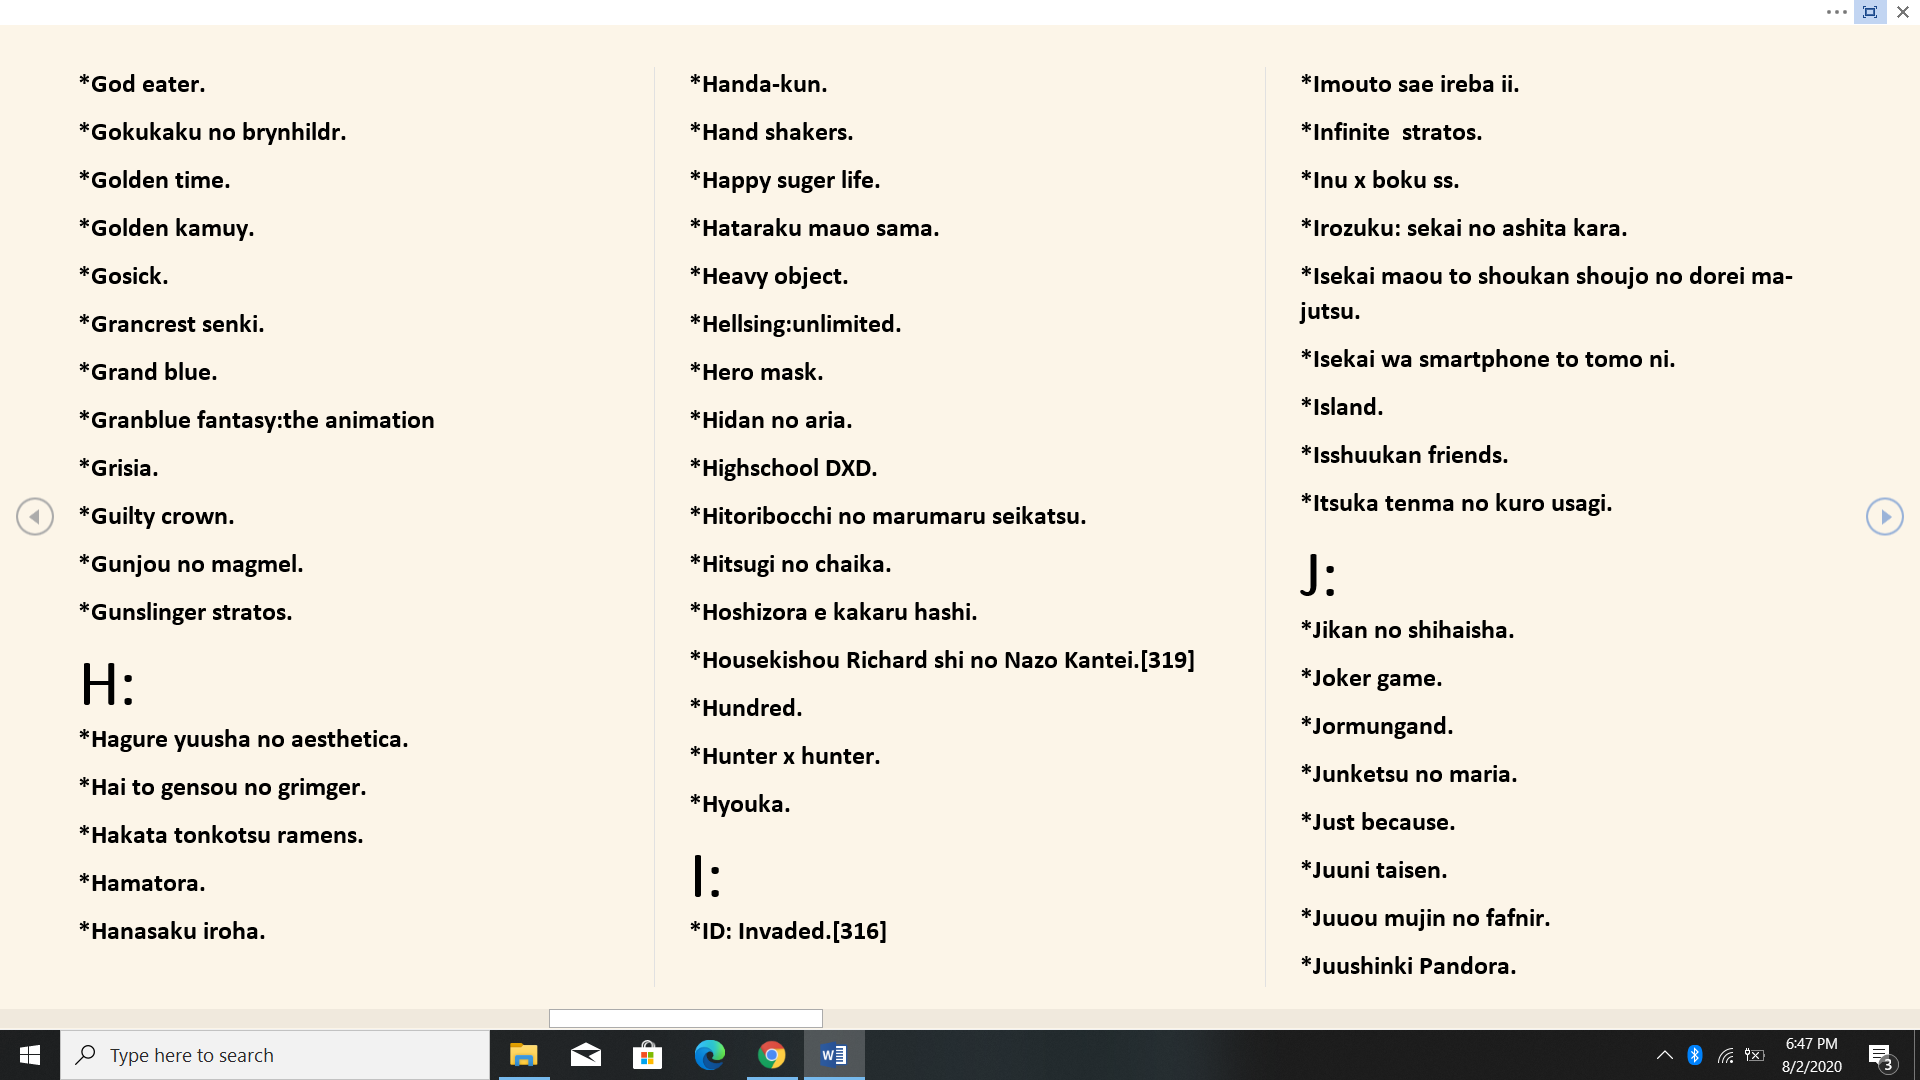 *God eater.
*Gokukaku no brynhildr.
*Golden time.
*Golden kamuy.
*Gosick.
*Grancrest senki.
*Grand blue.
*Granblue fantasy:the animation
*Grisia.
*Guilty crown.
*Gunjou no magmel.
*Gunslinger stratos.
H:
*Hagure yuusha no aesthetica.
*Hai to gensou no grimger.
*Hakata tonkotsu ramens.
*Hamatora.
*Hanasaku iroha.
*Handa-kun.
*Hand shakers.
*Happy suger life.
*Hataraku mauo sama.
*Heavy object.
*Hellsing:unlimited.
*Hero mask.
*Hidan no aria.
*Highschool DXD.
*Hitoribocchi no marumaru seikatsu.
*Hitsugi no chaika.
*Hoshizora e kakaru hashi.
*Housekishou Richard shi no Nazo Kantei.[319]
*Hundred.
*Hunter x hunter.
*Hyouka.
I:
*ID: Invaded.[316]
*Imouto sae ireba ii.
*Infinite  stratos.
*Inu x boku ss.
*Irozuku: sekai no ashita kara.
*Isekai maou to shoukan shoujo no dorei ma-
jutsu.
*Isekai wa smartphone to tomo ni.
*Island.
*Isshuukan friends.
*Itsuka tenma no kuro usagi.
J:
*Jikan no shihaisha.
*Joker game.
*Jormungand.
*Junketsu no maria.
*Just because.
*Juuni taisen.
*Juuou mujin no fafnir.
*Juushinki Pandora.
Type here to search
6:47 PM
8/2/2020
3